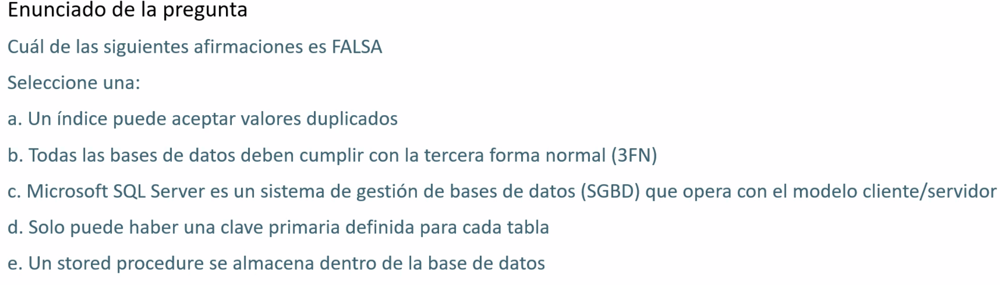 Enunciado de la pregunta
Cuál de las siguientes afirmaciones es FALSA
Seleccione una:
a. Un índice puede aceptar valores duplicados
b. Todas las bases de datos deben cumplir con la tercera forma normal (3FN)
c. Microsoft SQL Server es un sistema de gestión de bases de datos (SGBD) que opera con el modelo cliente/servidor
d. Solo puede haber una clave primaria definida para cada tabla
e. Un stored procedure se almacena dentro de la base de datos